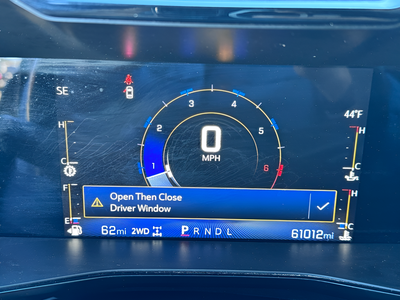 SE
3 4
2 5
1 6
0
MPH
44°F
H H
C C
F H
Open Then Close
Driver Window
E C
62mi 2WD P R N D L 61012mi